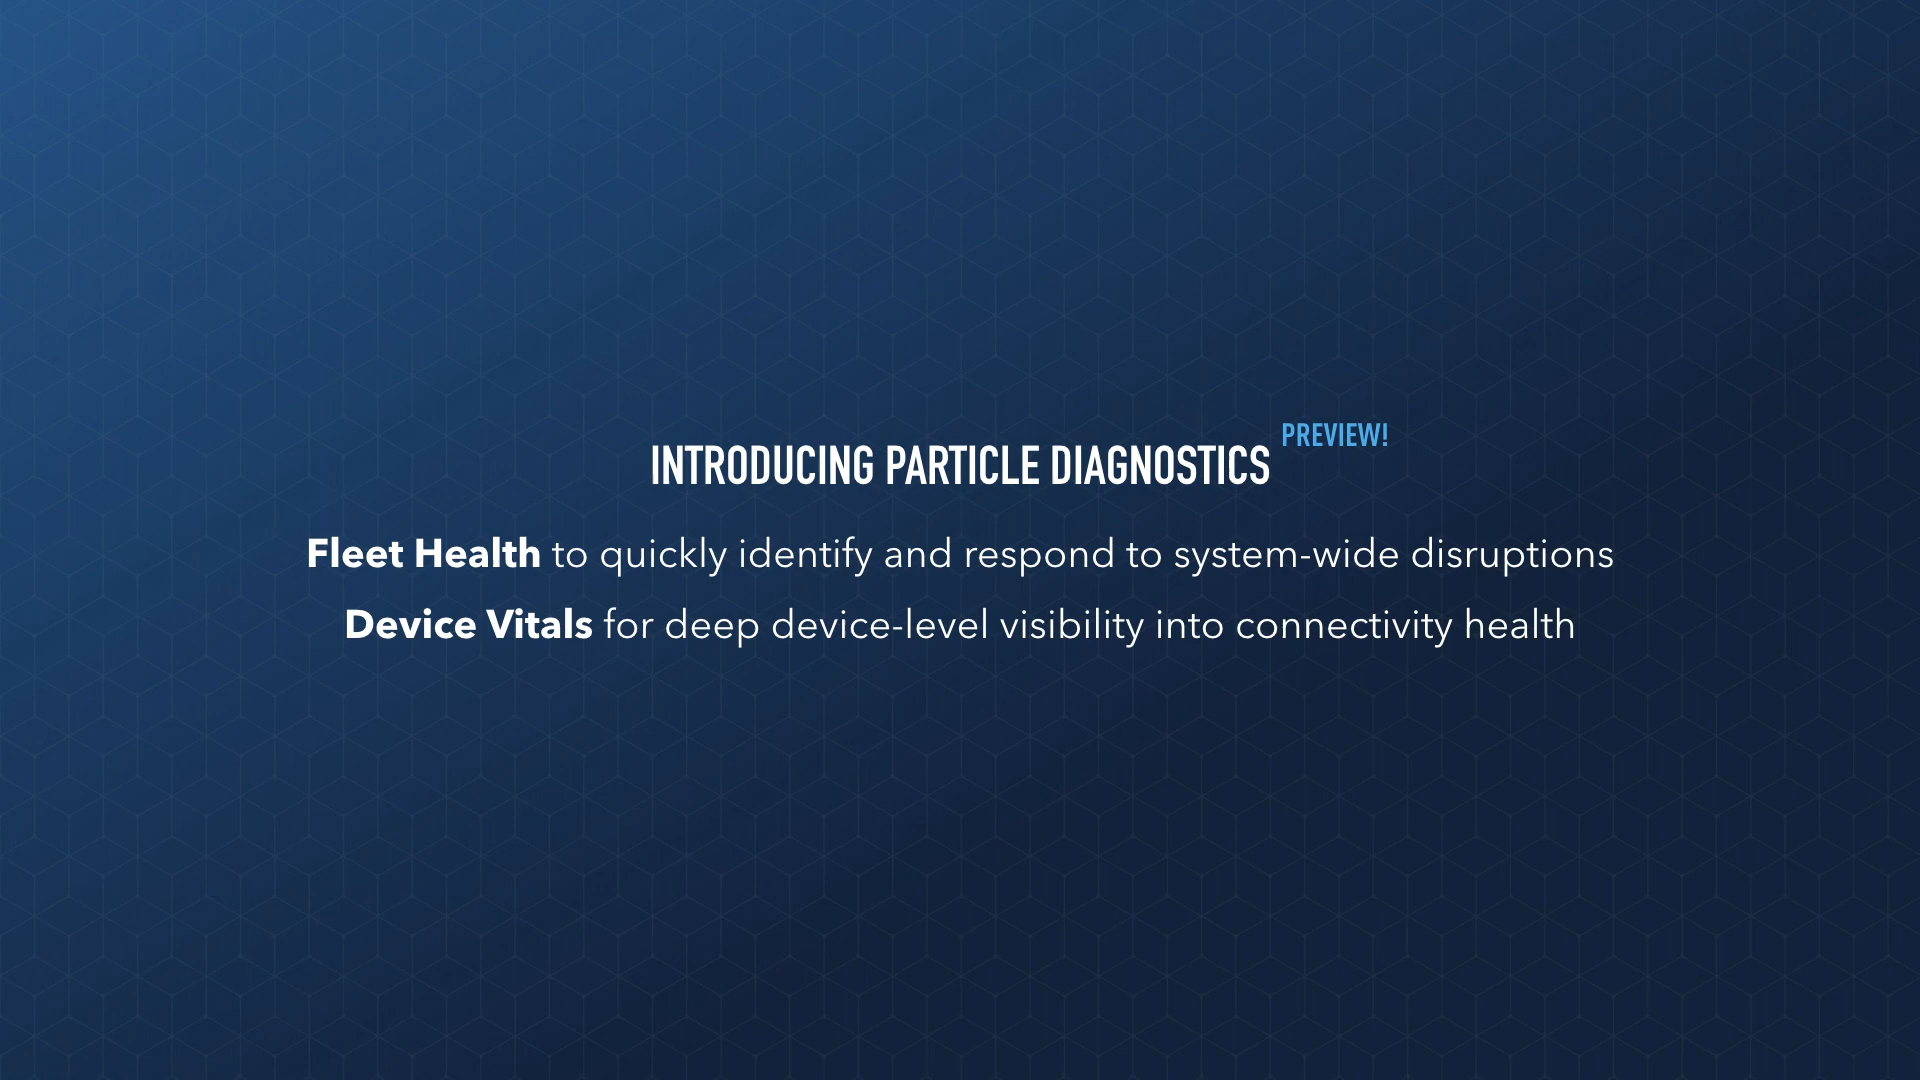 INTRODUCING PARTICLE DIAGNOSTICS PREVIEW!
Fleet Health to quickly identify and respond to system-wide disruptions
Device Vitals for deep device-level visibility into connectivity health